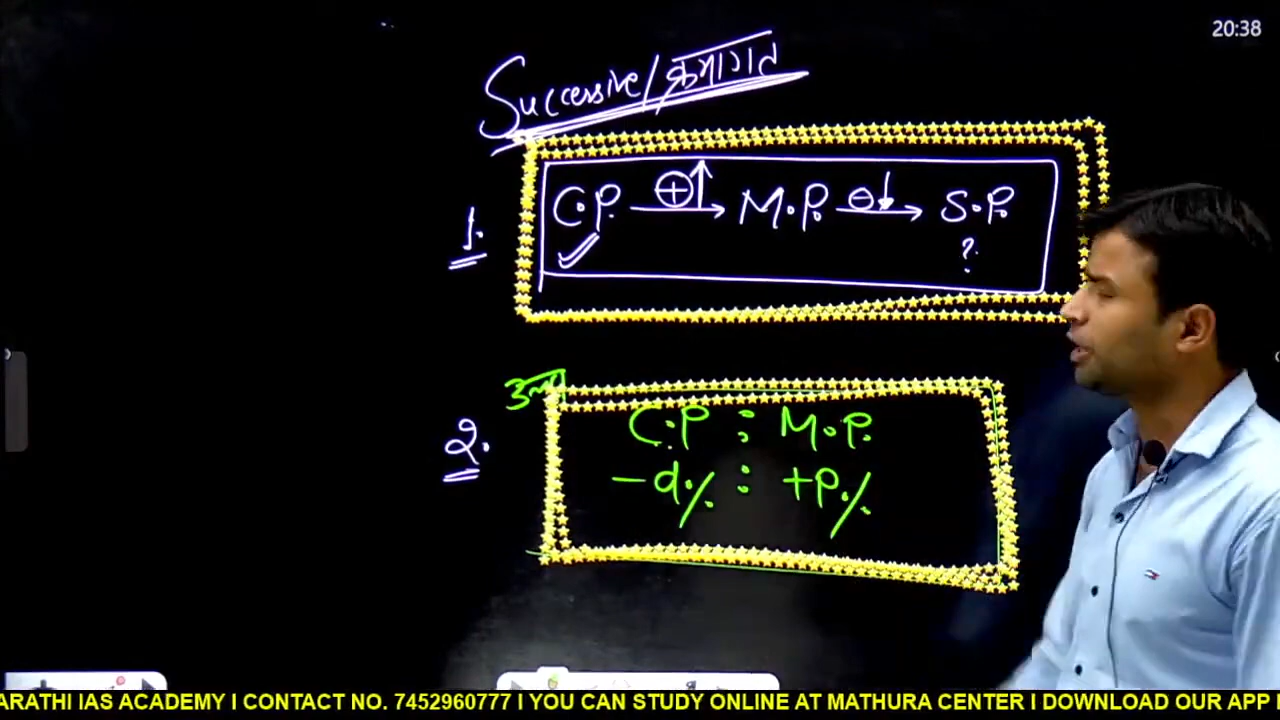 20:38
Successive/क्रमागत
1. C.P. ⊕↑ → M.P. ⊖↓ → S.P.
?
2. C.P : M.P.
-d% : +P%
ARATHI IAS ACADEMY I CONTACT NO. 7452960777 I YOU CAN STUDY ONLINE AT MATHURA CENTER I DOWNLOAD OUR APP